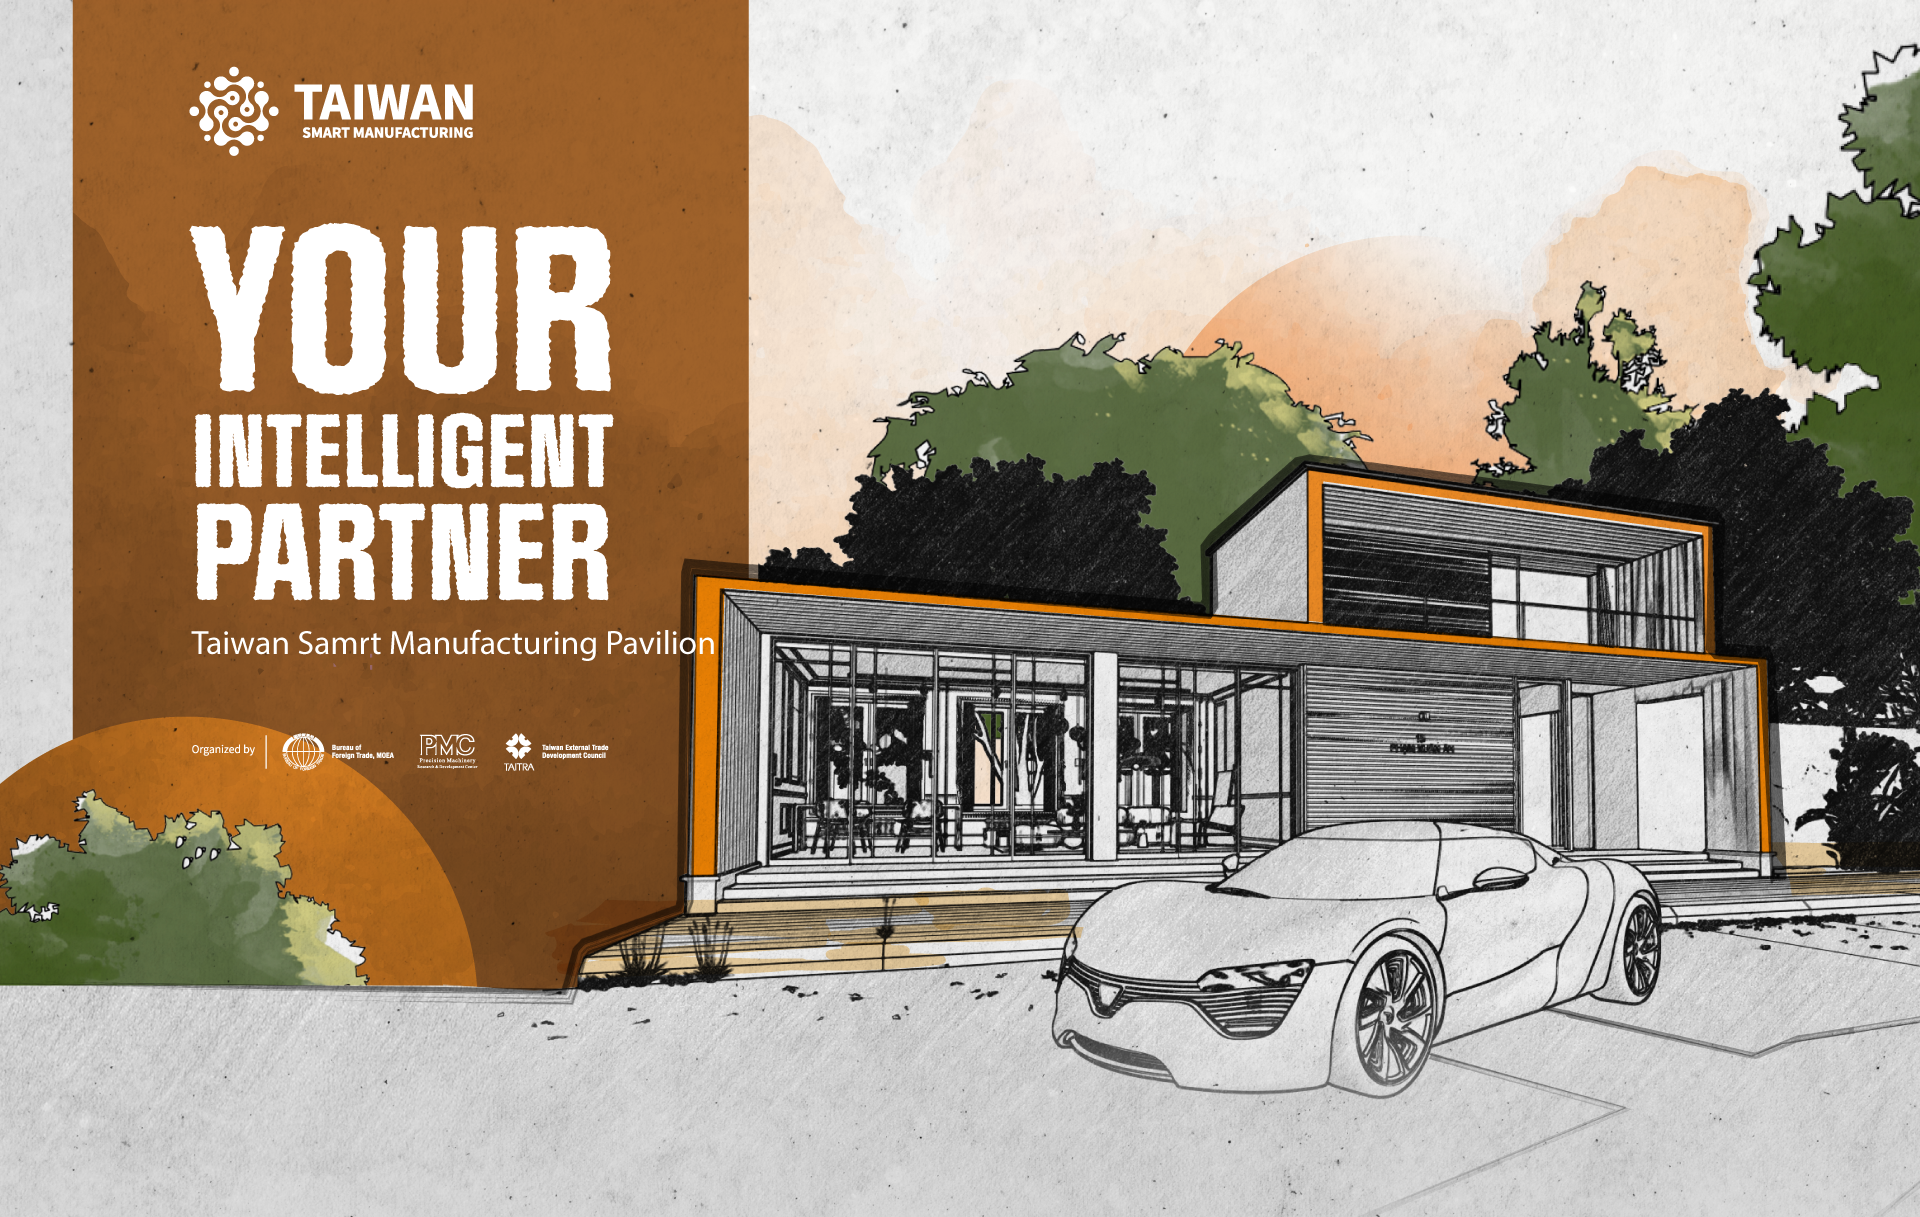 TAIWAN
SMART MANUFACTURING
YOUR
INTELLIGENT
PARTNER
Taiwan Samrt Manufacturing Pavilion
Organized by
Bureau of
Foreign Trade, MOEA
PMC
Precision Machinery
Research & Development Center
TAITRA
Taiwan External Trade
Development Council